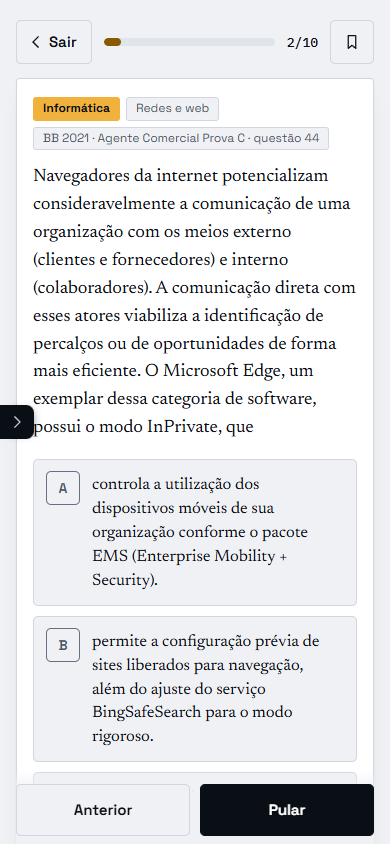 Sair
2/10
Informática
Redes e web
BB 2021 · Agente Comercial Prova C · questão 44
Navegadores da internet potencializam
consideravelmente a comunicação de uma
organização com os meios externo
(clientes e fornecedores) e interno
(colaboradores). A comunicação direta com
esses atores viabiliza a identificação de
percalços ou de oportunidades de forma
mais eficiente. O Microsoft Edge, um
exemplar dessa categoria de software,
possui o modo InPrivate, que
A
controla a utilização dos
dispositivos móveis de sua
organização conforme o pacote
EMS (Enterprise Mobility +
Security).
B
permite a configuração prévia de
sites liberados para navegação,
além do ajuste do serviço
BingSafeSearch para o modo
rigoroso.
Anterior
Pular